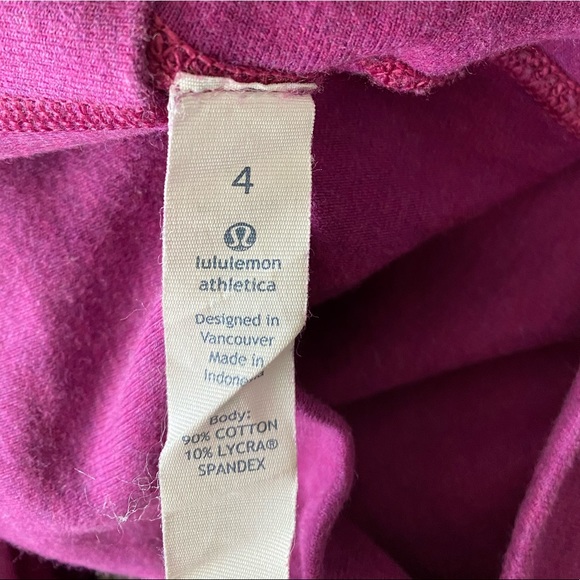 4
lululemon
athletica
Designed in
Vancouver
Made in
Body:
90% COTTON
10% LYCRA®
SPANDEX